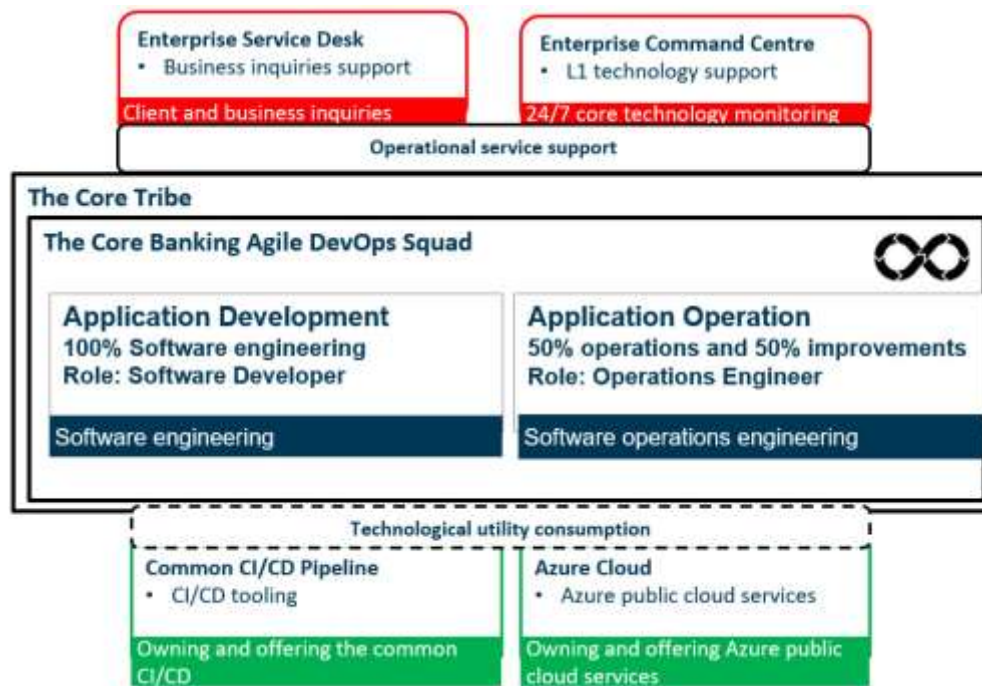 Enterprise Service Desk
• Business inquiries support
Client and business inquiries
Enterprise Command Centre
• L1 technology support
24/7 core technology monitoring
Operational service support
The Core Tribe
The Core Banking Agile DevOps Squad
Application Development
100% Software engineering
Role: Software Developer
Software engineering
Application Operation
50% operations and 50% improvements
Role: Operations Engineer
Software operations engineering
Technological utility consumption
Common CI/CD Pipeline
• CI/CD tooling
Owning and offering the common
CI/CD
Azure Cloud
• Azure public cloud services
Owning and offering Azure public
cloud services